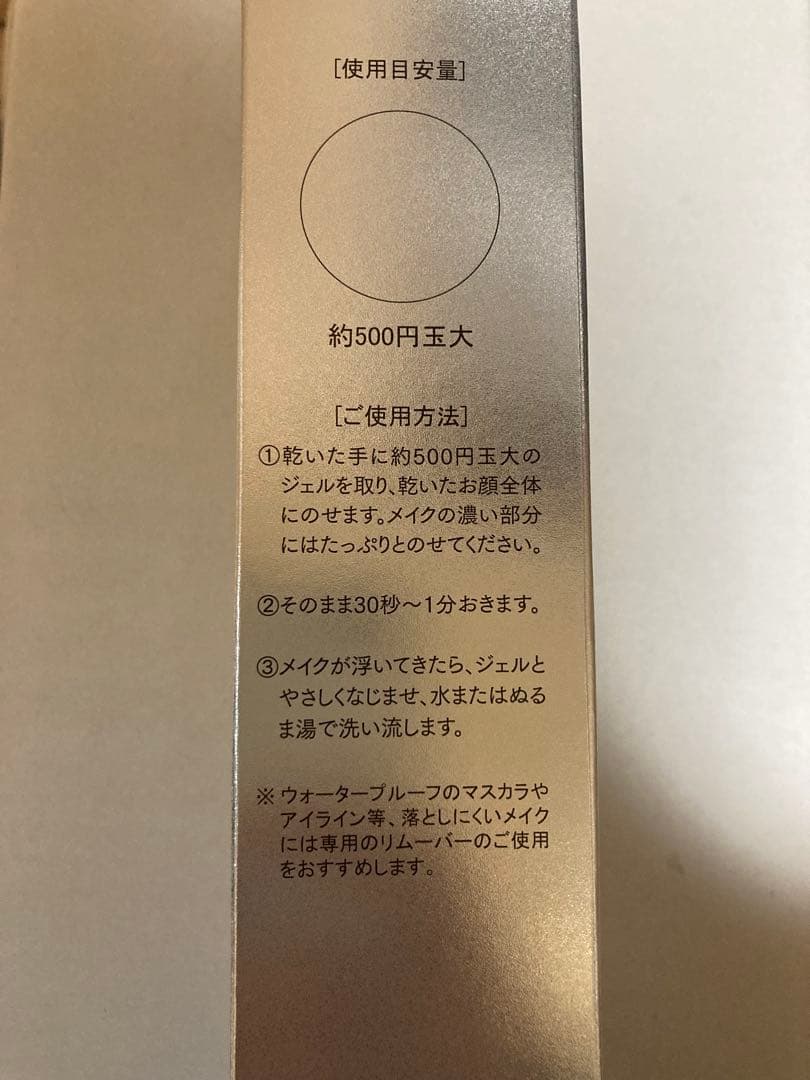 [使用目安量]
約500円玉大
[ご使用方法]
①乾いた手に約500円玉大の
ジェルを取り、乾いたお顔全体
にのせます。メイクの濃い部分
にはたっぷりとのせてください。
②そのまま30秒〜1分おきます。
③メイクが浮いてきたら、ジェルと
やさしくなじませ、水またはぬる
ま湯で洗い流します。
※ウォータープルーフのマスカラや
アイライン等、落としにくいメイク
には専用のリムーバーのご使用
をおすすめします。